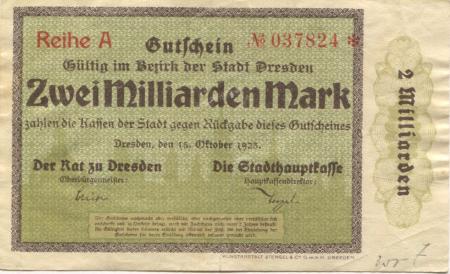 Reihe A
Gutschein
№ 037824 *
Gültig im Bezirk der Stadt Dresden
Zwei Milliarden Mark
zahlen die Kassen der Stadt gegen Rückgabe dieses Gutscheines
Dresden, den 15. Oktober 1923.
Der Rat zu Dresden
Oberbürgermeister:
Die Stadthauptkasse
Hauptkassendirektor:
KUNSTANSTALT STENGEL & Co G.M.B.H. DRESDEN
2 Milliarden